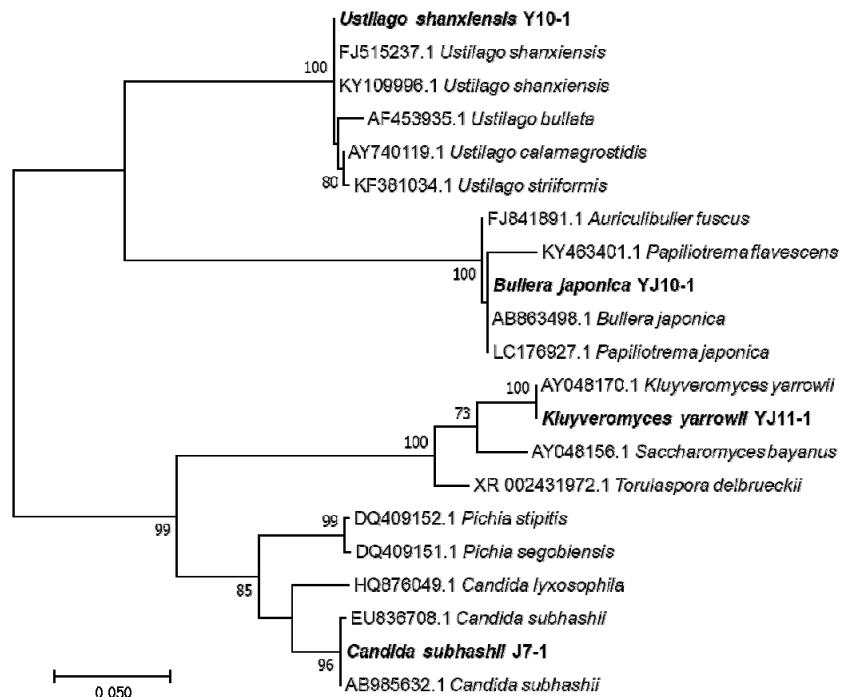 Ustilago shanxiensis Y10-1
FJ515237.1 Ustilago shanxiensis
100
KY109996.1 Ustilago shanxiensis
AF453935.1 Ustilago bullata
AY740119.1 Ustilago calamagrostidis
80
KF381034.1 Ustilago striiformis
FJ841891.1 Auriculibuller fuscus
KY463401.1 Papiliotrema flavescens
100
Bullera japonica YJ10-1
AB863498.1 Bullera japonica
LC176927.1 Papiliotrema japonica
100
AY048170.1 Kluyveromyces yarrowii
73
Kluyveromyces yarrowii YJ11-1
100
AY048156.1 Saccharomyces bayanus
XR 002431972.1 Torulaspora delbrueckii
99
DQ409152.1 Pichia stipitis
99
DQ409151.1 Pichia segobiensis
85
HQ876049.1 Candida lyxosophila
EU836708.1 Candida subhashii
Candida subhashii J7-1
96
AB985632.1 Candida subhashii
0.050